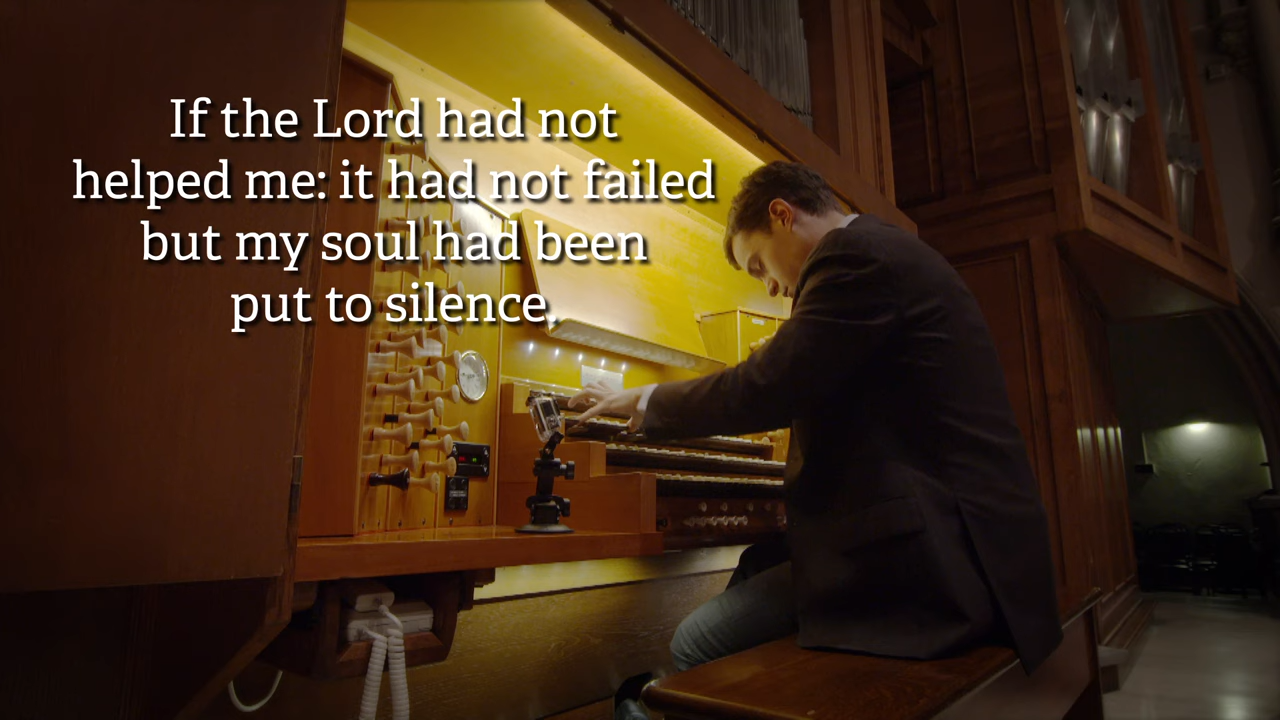 If the Lord had not
helped me: it had not failed
but my soul had been
put to silence.